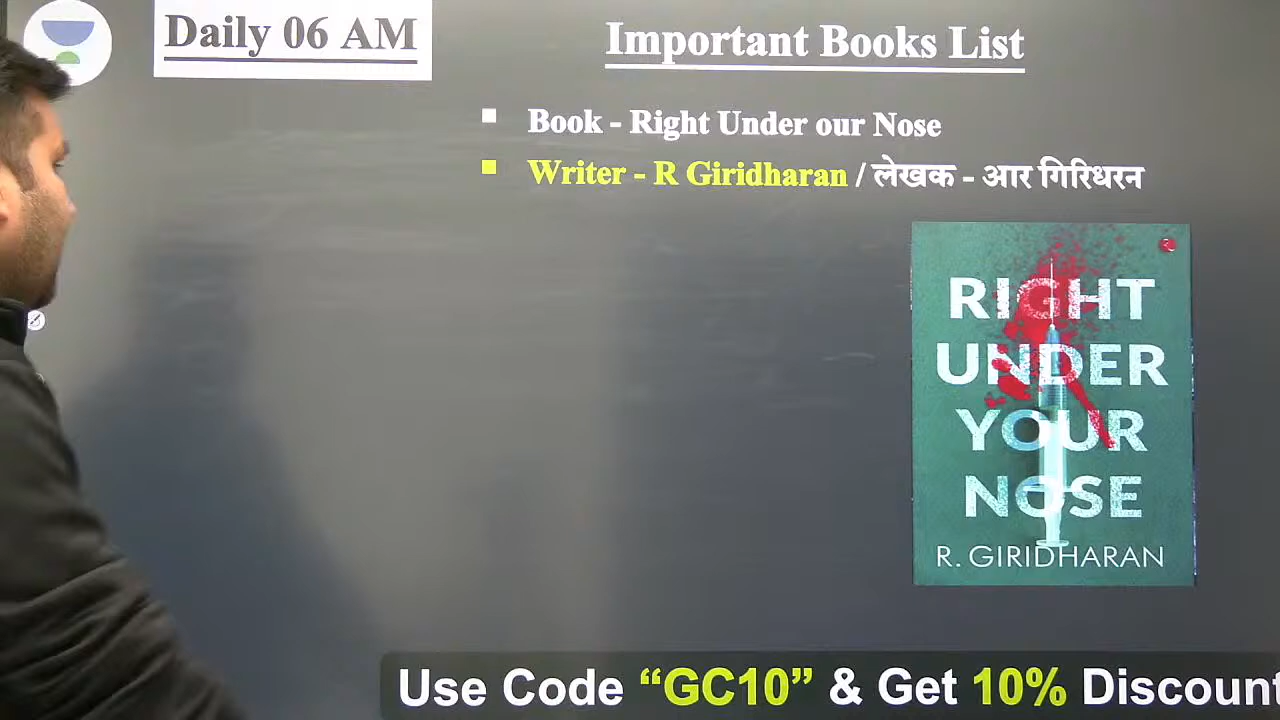 Daily 06 AM
Important Books List
Book - Right Under our Nose
Writer - R Giridharan / लेखक - आर गिरिधरन
RIGHT
UNDER
YOUR
NOSE
R. GIRIDHARAN
Use Code “GC10” & Get 10% Discount